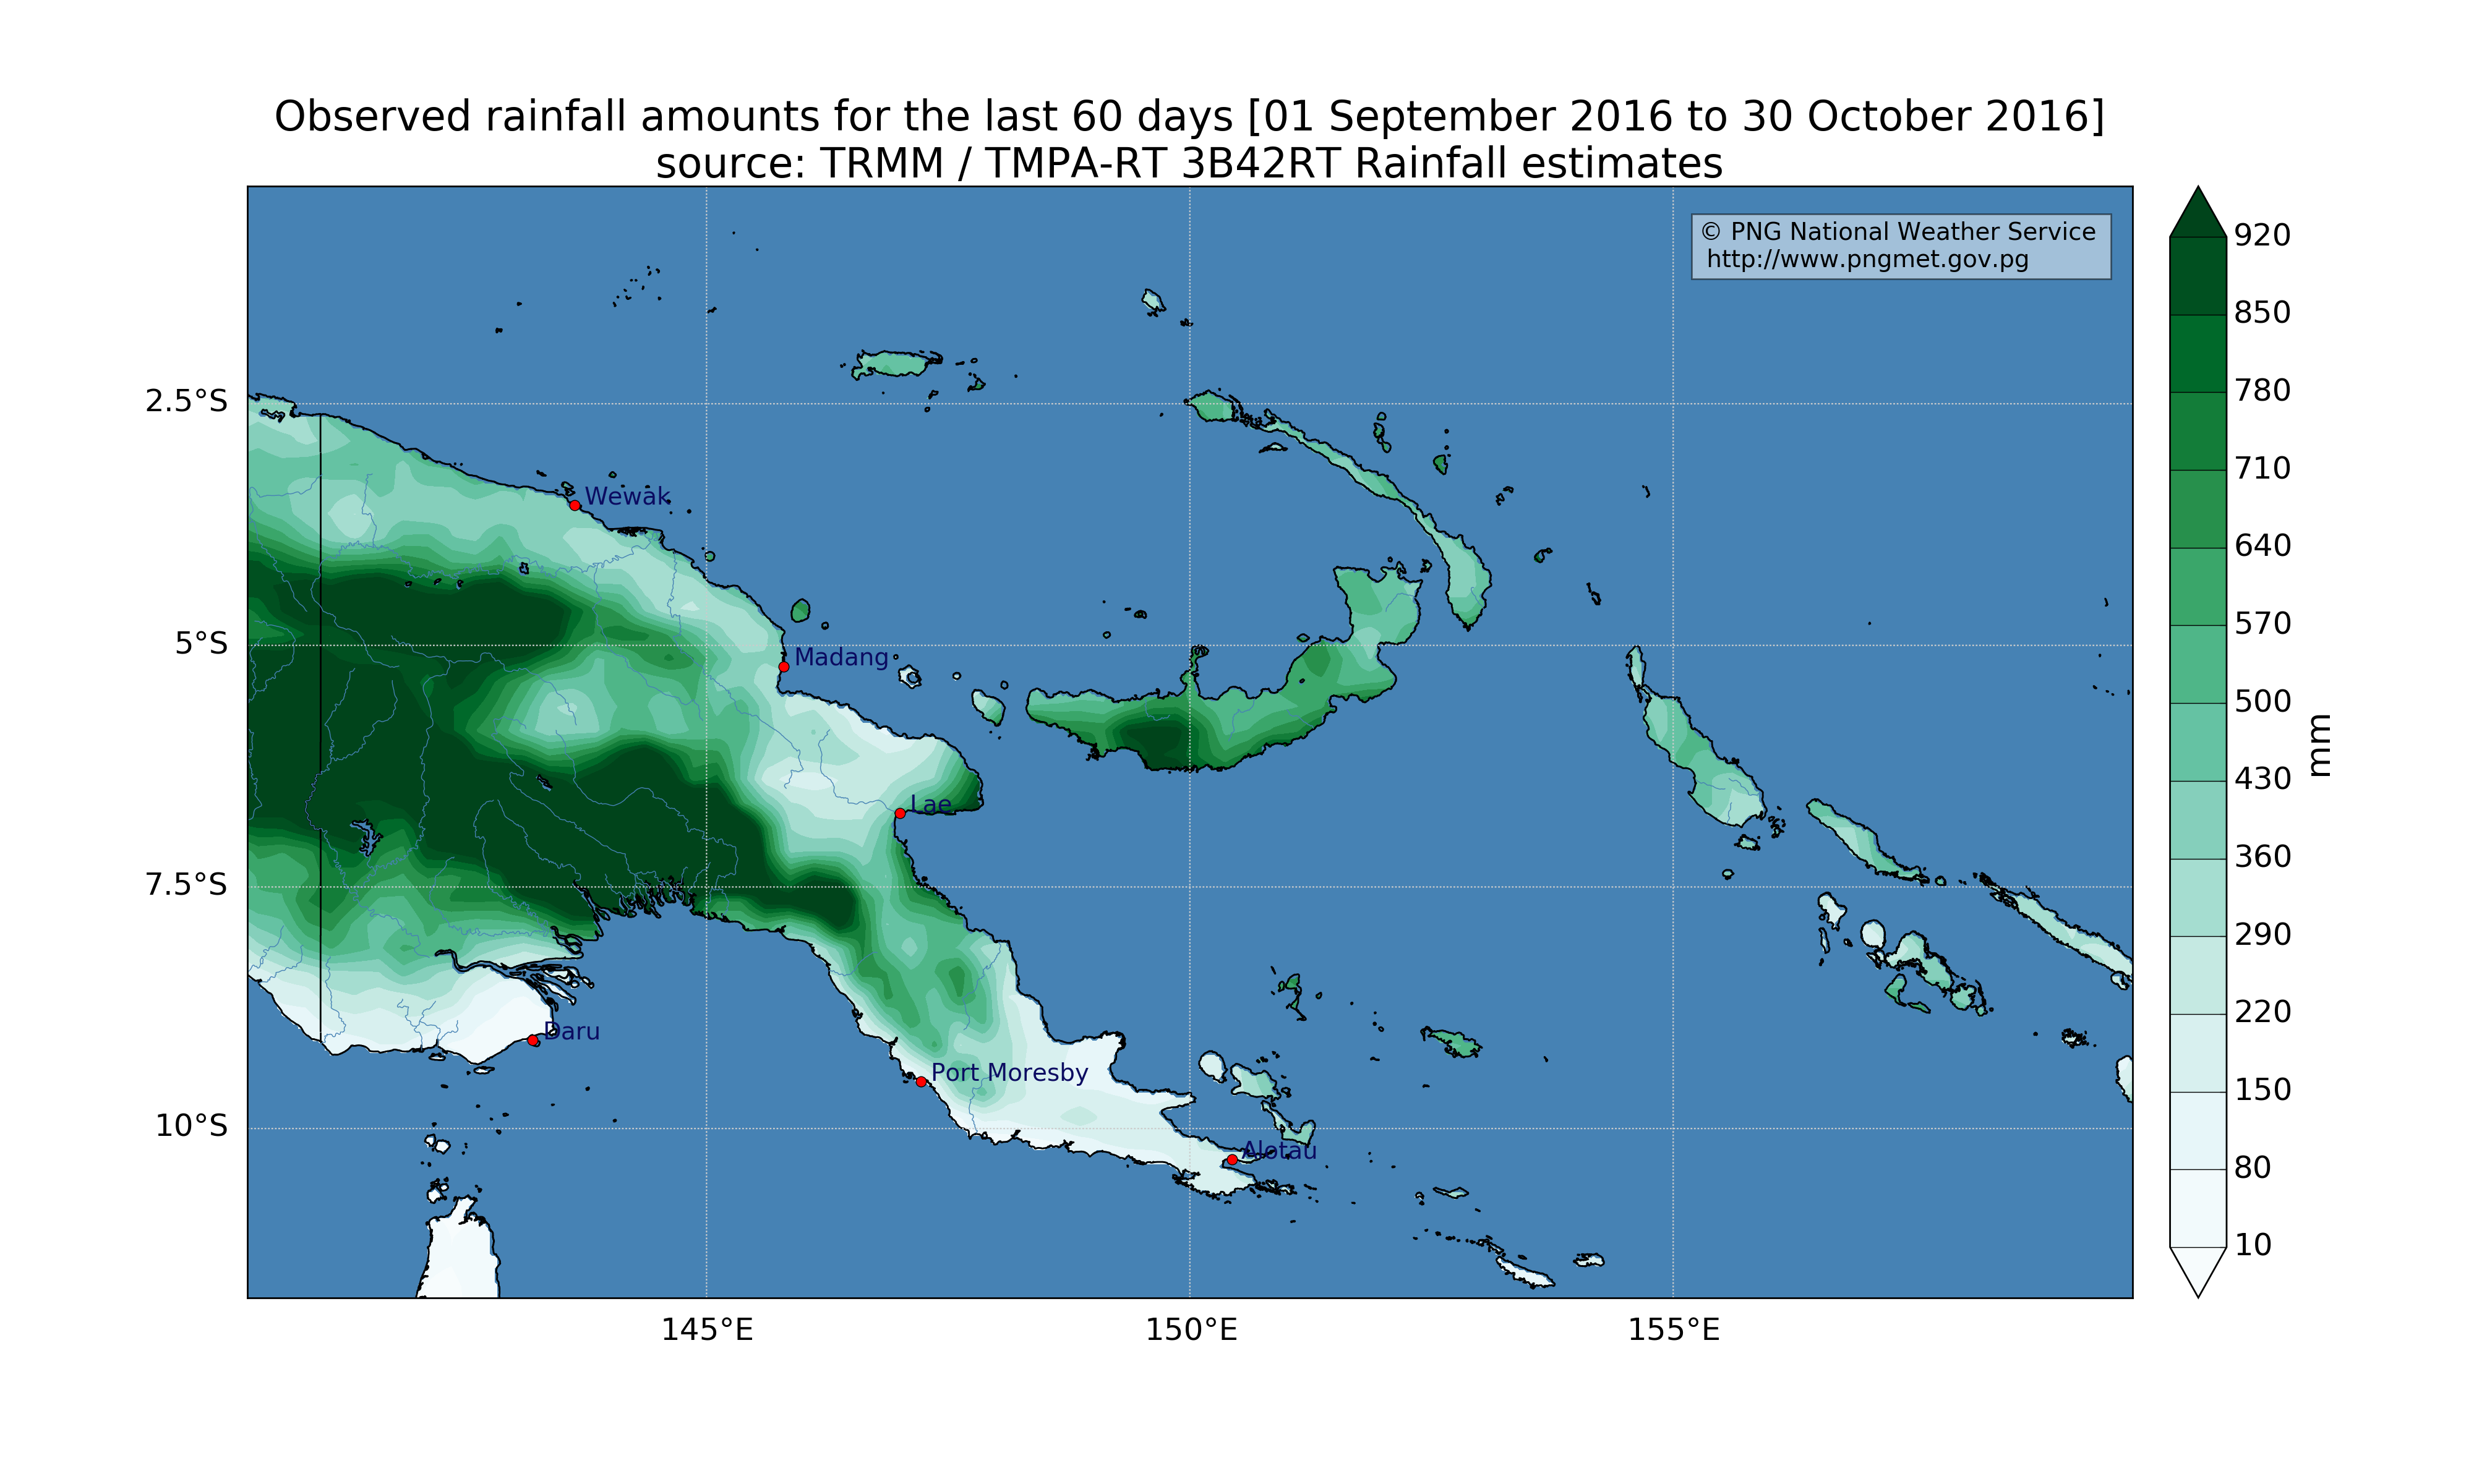 Observed rainfall amounts for the last 60 days [01 September 2016 to 30 October 2016]
source: TRMM / TMPA-RT 3B42RT Rainfall estimates
© PNG National Weather Service
http://www.pngmet.gov.pg
920
850
780
710
640
570
500
430
360
290
220
150
80
10
mm
2.5°S
5°S
7.5°S
10°S
Wewak
Madang
Lae
Daru
Port Moresby
Alotau
145°E
150°E
155°E